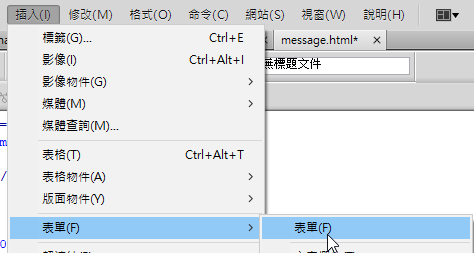 插入(I) 修改(M) 格式(O) 命令(C) 網站(S) 視窗(W) 說明(H)
標籤(G)... Ctrl+E
message.html*
影像(I) Ctrl+Alt+I
無標題文件
影像物件(G)
媒體(M)
媒體查詢(M)...
表格(T) Ctrl+Alt+T
表格物件(A)
版面物件(Y)
表單(F)
表單(F)